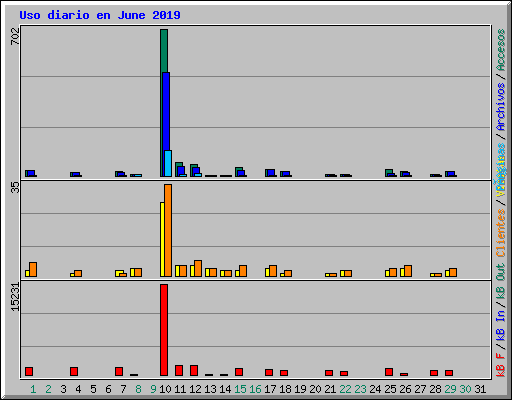 Uso diario en June 2019
702
35
15231
Accesos
/ Archivos /
/ Clientes
kB F / kB In / kB Out
1 2 3 4 5 6 7 8 9 10 11 12 13 14 15 16 17 18 19 20 21 22 23 24 25 26 27 28 29 30 31